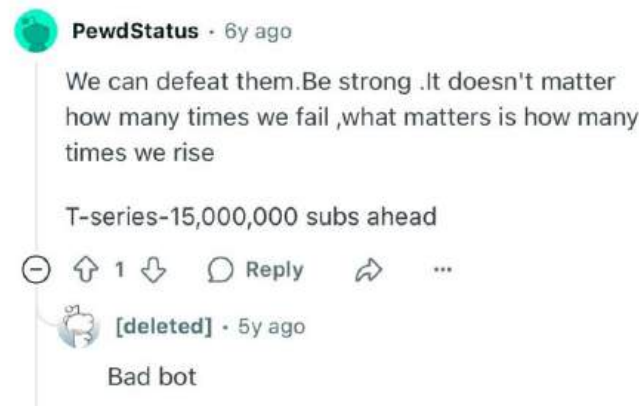 PewdStatus · 6y ago
We can defeat them.Be strong .It doesn't matter
how many times we fail ,what matters is how many
times we rise
T-series-15,000,000 subs ahead
1 Reply ...
[deleted] · 5y ago
Bad bot